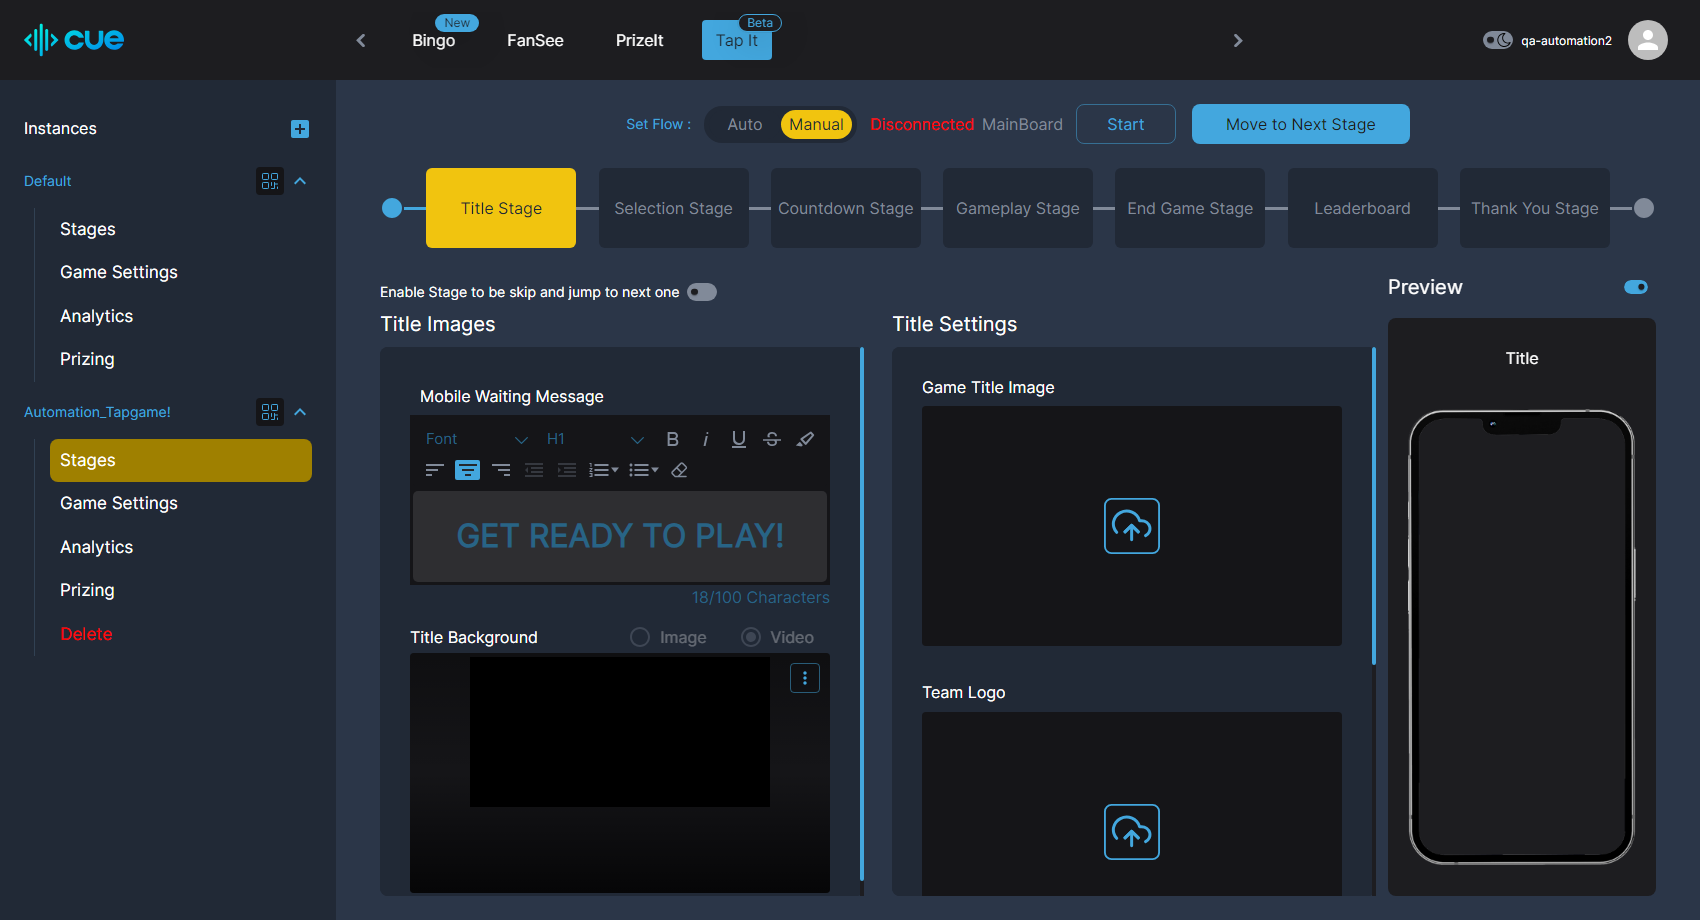 cue
New
Beta
Bingo
FanSee
PrizeIt
Tap It
qa-automation2
Instances
Default
Stages
Game Settings
Analytics
Prizing
Automation_Tapgame!
Stages
Game Settings
Analytics
Prizing
Delete
Set Flow : Auto Manual Disconnected MainBoard Start Move to Next Stage
Title Stage
Selection Stage
Countdown Stage
Gameplay Stage
End Game Stage
Leaderboard
Thank You Stage
Enable Stage to be skip and jump to next one
Title Images
Mobile Waiting Message
Font H1 B i U S
GET READY TO PLAY!
18/100 Characters
Title Background Image Video
Title Settings
Game Title Image
Team Logo
Preview
Title